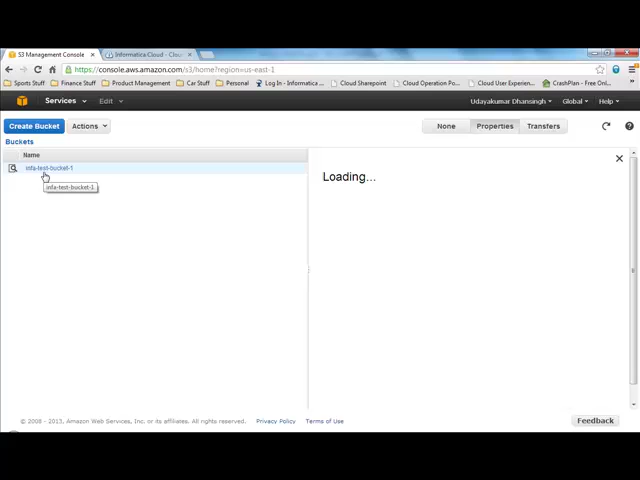 S3 Management Console
Informatica Cloud - Clou
https://console.aws.amazon.com/s3/home?region=us-east-1
Sports Stuff
Finance Stuff
Product Management
Car Stuff
Personal
Log In - Informatica ...
Cloud Sharepoint
Cloud Operation Po...
Cloud User Experien...
CrashPlan - Free Onli...
Services
Edit
Udayakumar Dhansingh
Global
Help
Create Bucket
Actions
None
Properties
Transfers
Buckets
Name
infa-test-bucket-1
infa-test-bucket-1
Loading...
© 2008 - 2013, Amazon Web Services, Inc. or its affiliates. All rights reserved.
Privacy Policy
Terms of Use
Feedback